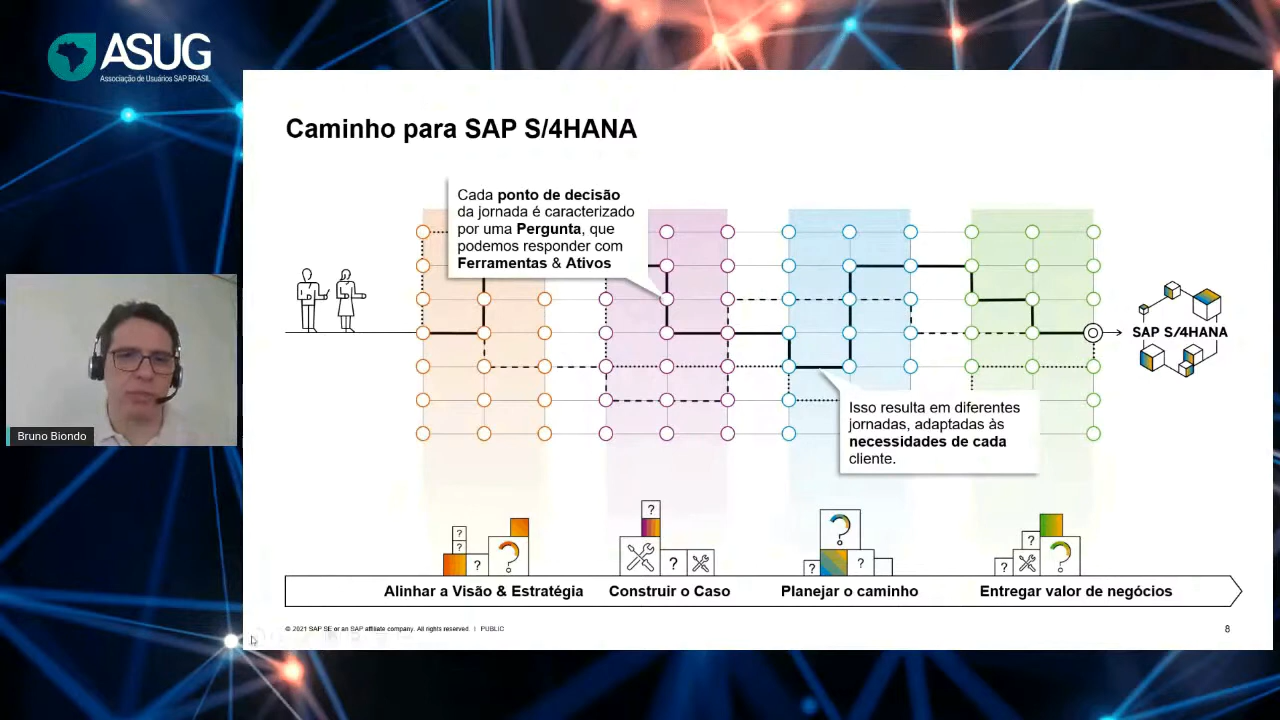 ASUG
Associação de Usuários SAP BRASIL
Caminho para SAP S/4HANA
Cada ponto de decisão
da jornada é caracterizado
por uma Pergunta, que
podemos responder com
Ferramentas & Ativos
SAP S/4HANA
Isso resulta em diferentes
jornadas, adaptadas às
necessidades de cada
cliente.
Bruno Biondo
?
?
?
?
?
?
?
?
?
?
?
?
Alinhar a Visão & Estratégia
Construir o Caso
Planejar o caminho
Entregar valor de negócios
© 2021 SAP SE or an SAP affiliate company. All rights reserved. I PUBLIC
8